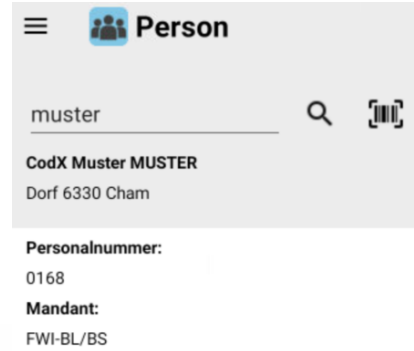 Person
muster
CodX Muster MUSTER
Dorf 6330 Cham
Personalnummer:
0168
Mandant:
FWI-BL/BS